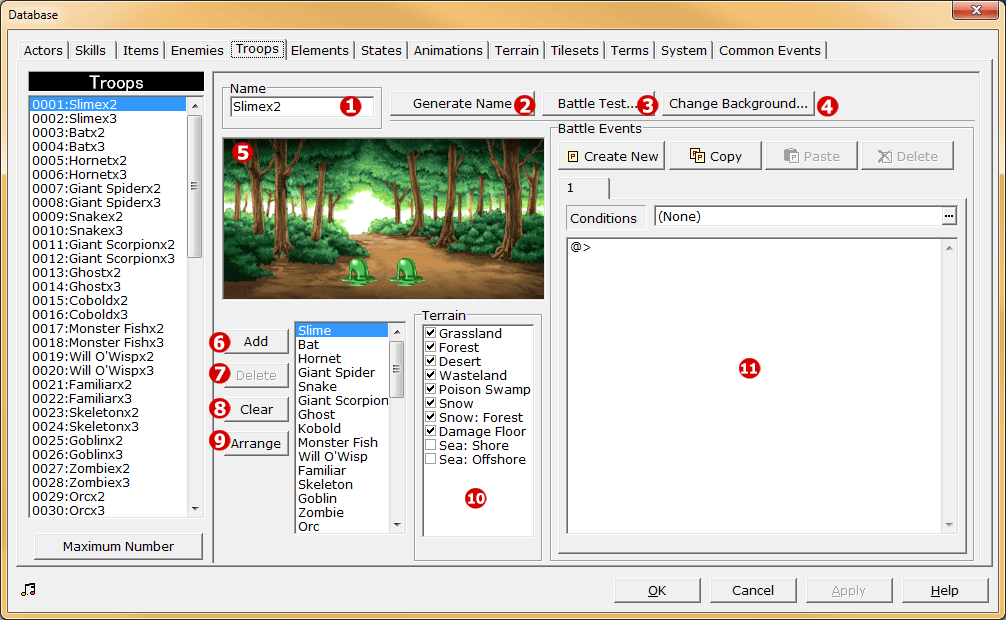 Database
Actors Skills Items Enemies Troops Elements States Animations Terrain Tilesets Terms System Common Events
Troops
0001:Slimex2
0002:Slimex3
0003:Batx2
0004:Batx3
0005:Hornetx2
0006:Hornetx3
0007:Giant Spiderx2
0008:Giant Spiderx3
0009:Snakex2
0010:Snakex3
0011:Giant Scorpionx2
0012:Giant Scorpionx3
0013:Ghostx2
0014:Ghostx3
0015:Coboldx2
0016:Coboldx3
0017:Monster Fishx2
0018:Monster Fishx3
0019:Will O'Wispx2
0020:Will O'Wispx3
0021:Familiarx2
0022:Familiarx3
0023:Skeletonx2
0024:Skeletonx3
0025:Goblinx2
0026:Goblinx3
0027:Zombiex2
0028:Zombiex3
0029:Orcx2
0030:Orcx3
Maximum Number
Name
Slimex2 1
Generate Name 2
Battle Test... 3
Change Background... 4
5
6 Add
7 Delete
8 Clear
9 Arrange
Slime
Bat
Hornet
Giant Spider
Snake
Giant Scorpion
Ghost
Kobold
Monster Fish
Will O'Wisp
Familiar
Skeleton
Goblin
Zombie
Orc
Terrain
Grassland
Forest
Desert
Wasteland
Poison Swamp
Snow
Snow: Forest
Damage Floor
Sea: Shore
Sea: Offshore
10
Battle Events
Create New Copy Paste Delete
1
Conditions (None) ...
@>
11
OK Cancel Apply Help